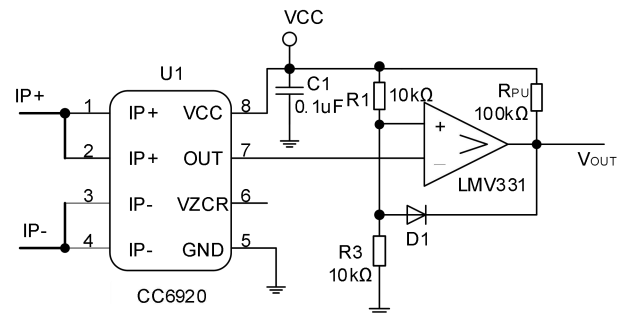 VCC
U1
C1
0.1uF
R1
10kΩ
RPU
100kΩ
IP+
1
IP+
VCC
8
+
2
IP+
OUT
7
−
VOUT
LMV331
3
IP-
VZCR
6
IP-
4
IP-
GND
5
D1
R3
10kΩ
CC6920